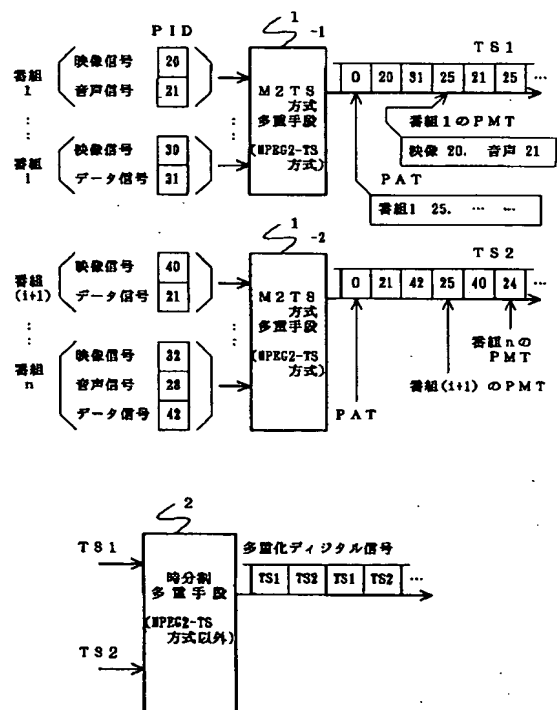 PID
1
-1
TS1
番組
1
映像信号 20
音声信号 21
M2TS
方式
多重手段
(MPEG2-TS
方式)
0 20 31 25 21 25 …
番組1のPMT
映像 20. 音声 21
番組
i
映像信号 30
データ信号 31
PAT
番組1 25. … …
1
-2
TS2
番組
(i+1)
映像信号 40
データ信号 21
M2TS
方式
多重手段
(MPEG2-TS
方式)
0 21 42 25 40 24 …
番組nの
PMT
番組(i+1)のPMT
PAT
番組
n
映像信号 32
音声信号 28
データ信号 42
2
TS1
TS2
時分割
多重手段
(MPEG2-TS
方式以外)
多重化ディジタル信号
TS1 TS2 TS1 TS2 …